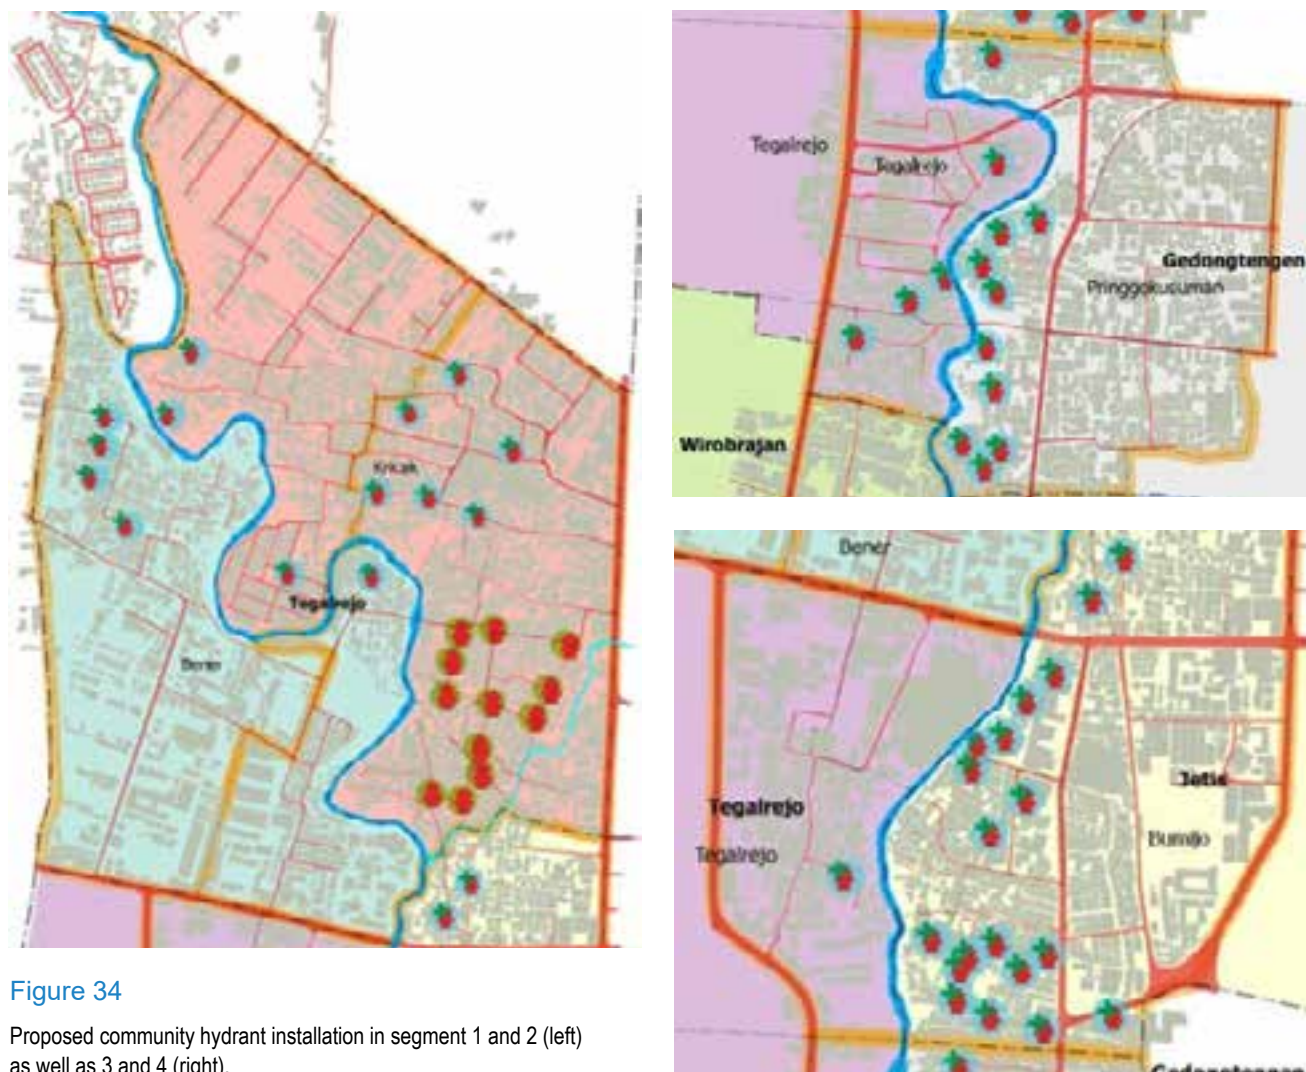 Kricak
Tegalrejo
Bener
Tegalrejo
Tegalrejo
Gedongtengen
Pringgokusuman
Wirobrajan
Bener
Jetis
Tegalrejo
Bumijo
Tegalrejo
Gedongtengen
Figure 34
Proposed community hydrant installation in segment 1 and 2 (left)
as well as 3 and 4 (right).